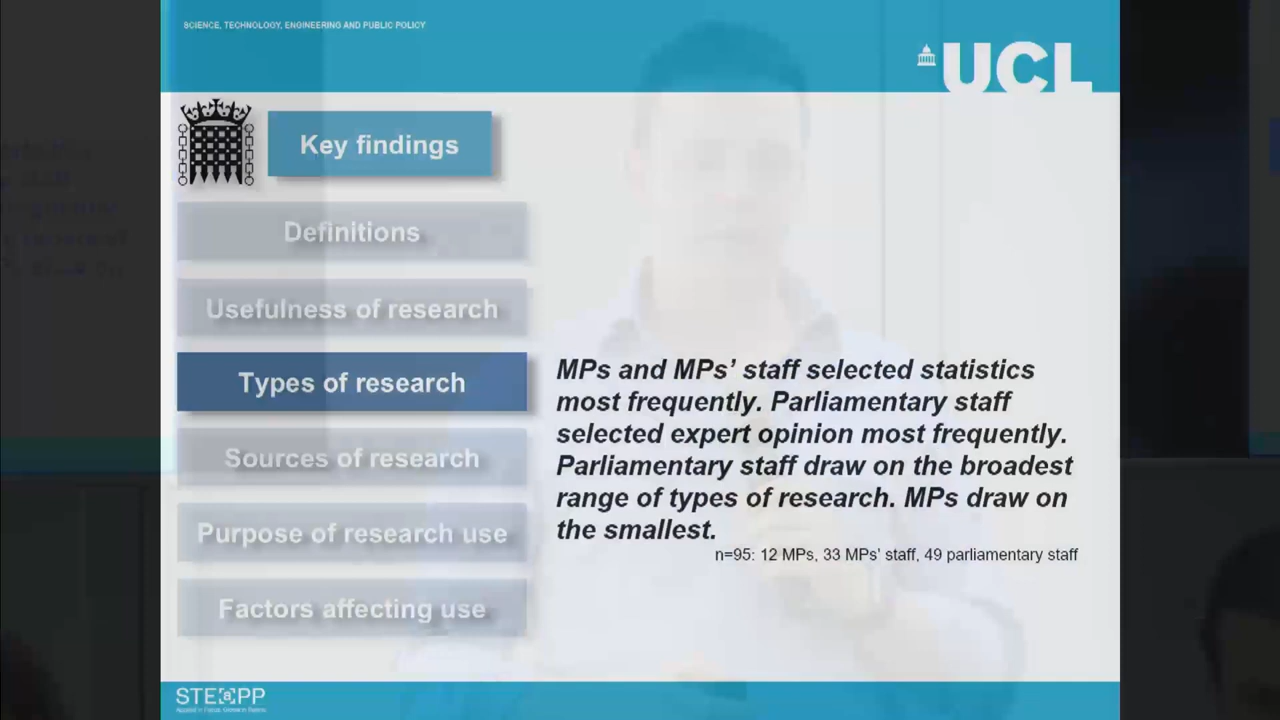 SCIENCE, TECHNOLOGY, ENGINEERING AND PUBLIC POLICY
UCL
Key findings
Definitions
Usefulness of research
Types of research
Sources of research
Purpose of research use
Factors affecting use
MPs and MPs’ staff selected statistics
most frequently. Parliamentary staff
selected expert opinion most frequently.
Parliamentary staff draw on the broadest
range of types of research. MPs draw on
the smallest.
n=95: 12 MPs, 33 MPs’ staff, 49 parliamentary staff
STEaPP